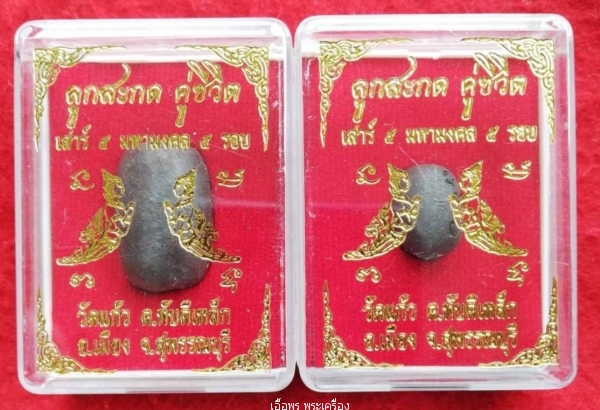 ลูกสะกด คู่ชีวิต
เสาร์ ๕ มหามงคล ๕ รอบ
วัดแก้ว ต.ทับตีเหล็ก
อ.เมือง จ.สุพรรณบุรี
ลูกสะกด คู่ชีวิต
เสาร์ ๕ มหามงคล ๕ รอบ
วัดแก้ว ต.ทับตีเหล็ก
อ.เมือง จ.สุพรรณบุรี
เอื้อพร พระเครื่อง